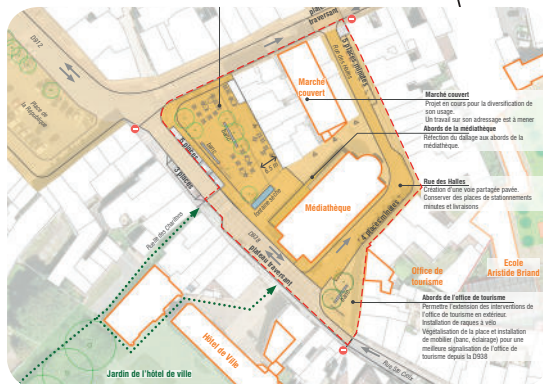 plateau traversant
D912
Place de la République
Rue des Halles
5 places minutes
Marché couvert
Marché couvert
Projet en cours pour la diversification de
son usage.
Un travail sur son adressage est à mener
Abords de la médiathèque
Réfection du dallage aux abords de la
médiathèque.
4 places
3 places
6,5 m
Médiathèque
Rue des Halles
Création d'une voie partagée pavée.
Conserver des places de stationnements
minutes et livraisons
4 places minutes
D938
plateau traversant
Office de tourisme
Ecole Aristide Briand
Abords de l'office de tourisme
Permettre l'extension des interventions de
l'office de tourisme en extérieur.
Installation de raques à vélo
Végétalisation de la place et installation
de mobilier (banc, éclairage) pour une
meilleure signalisation de l'office de
tourisme depuis la D938
Hôtel de Ville
Jardin de l'hôtel de ville